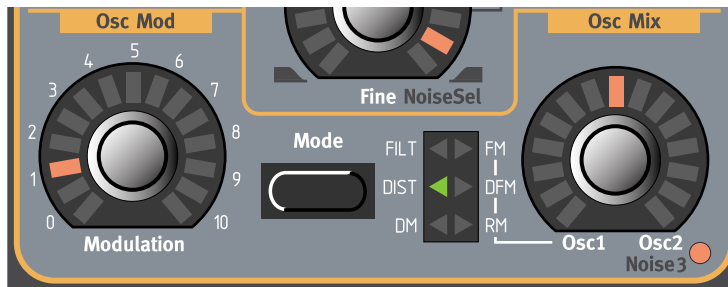 Osc Mod
Osc Mix
0
1
2
3
4
5
6
7
8
9
10
Modulation
Fine NoiseSel
Mode
FILT FM
DIST DFM
DM RM
Osc1 Osc2
Noise3